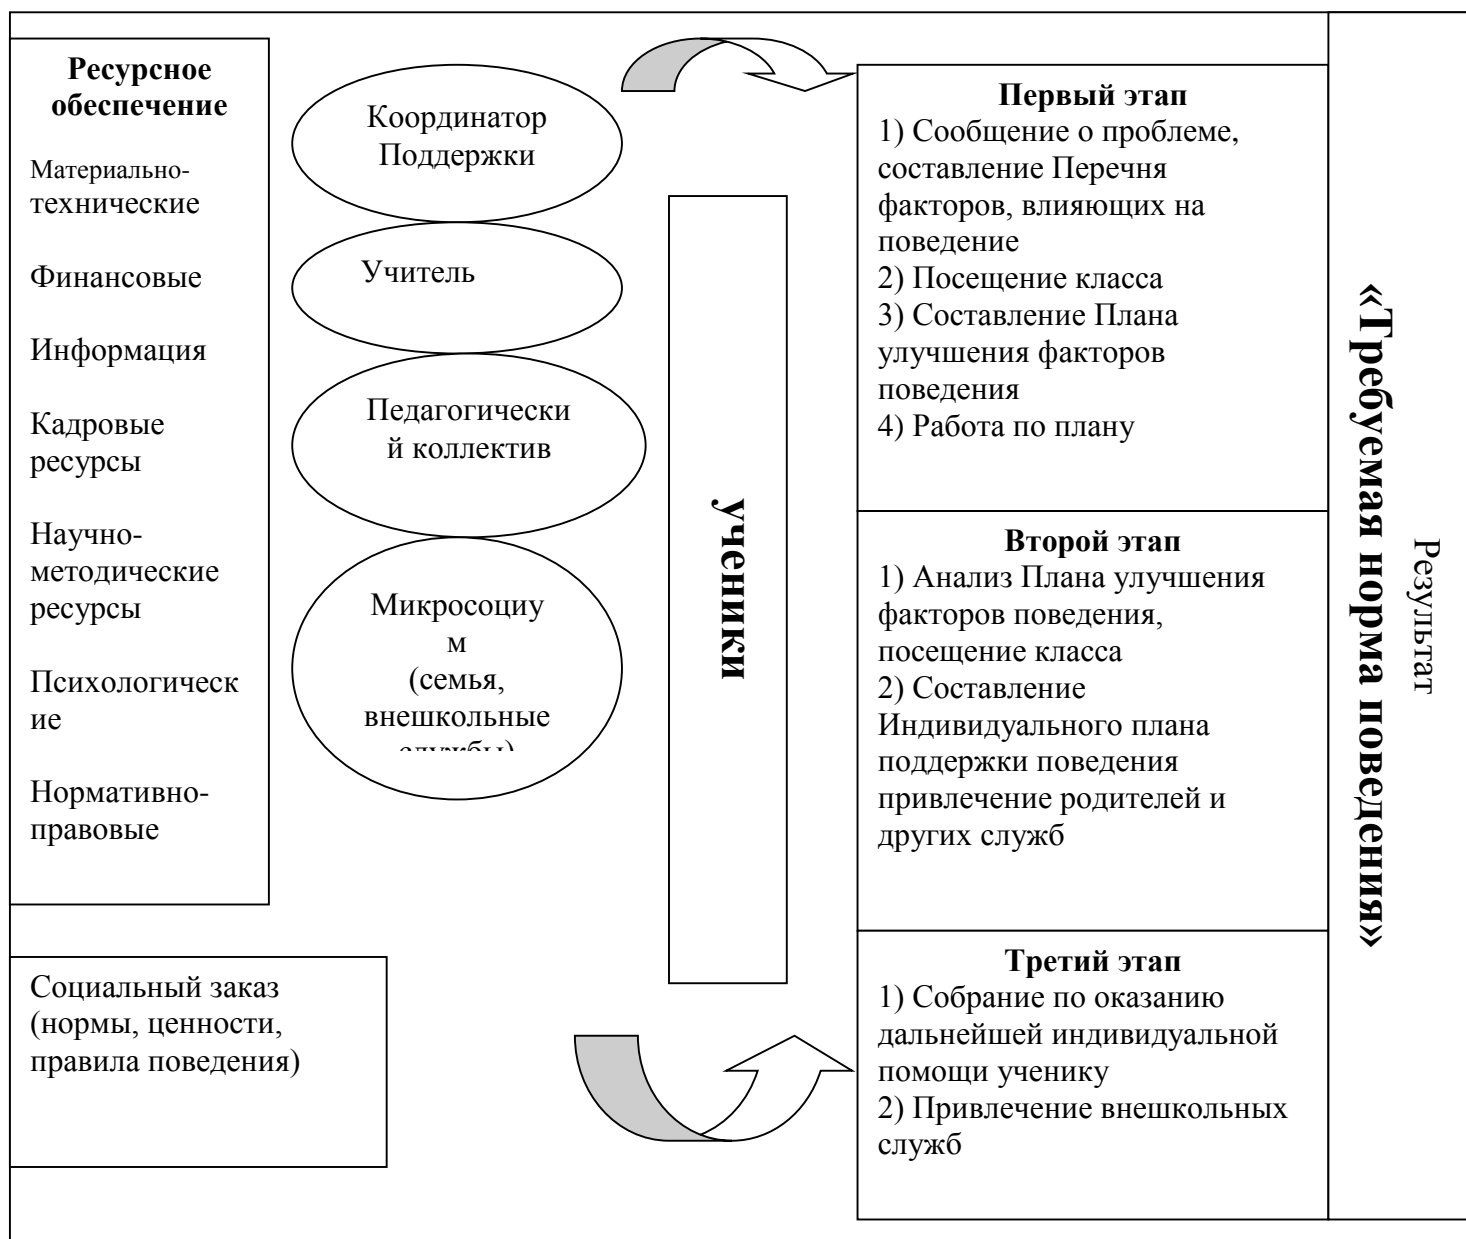 Ресурсное
обеспечение
Материально-
технические
Финансовые
Информация
Кадровые
ресурсы
Научно-
методические
ресурсы
Психологическ
ие
Нормативно-
правовые
Социальный заказ
(нормы, ценности,
правила поведения)
Координатор
Поддержки
Учитель
Педагогически
й коллектив
Микросоциу
м
(семья,
внешкольные
службы)
ученики
Первый этап
1) Сообщение о проблеме,
составление Перечня
факторов, влияющих на
поведение
2) Посещение класса
3) Составление Плана
улучшения факторов
поведения
4) Работа по плану
Второй этап
1) Анализ Плана улучшения
факторов поведения,
посещение класса
2) Составление
Индивидуального плана
поддержки поведения
привлечение родителей и
других служб
Третий этап
1) Собрание по оказанию
дальнейшей индивидуальной
помощи ученику
2) Привлечение внешкольных
служб
Результат
«Требуемая норма поведения»